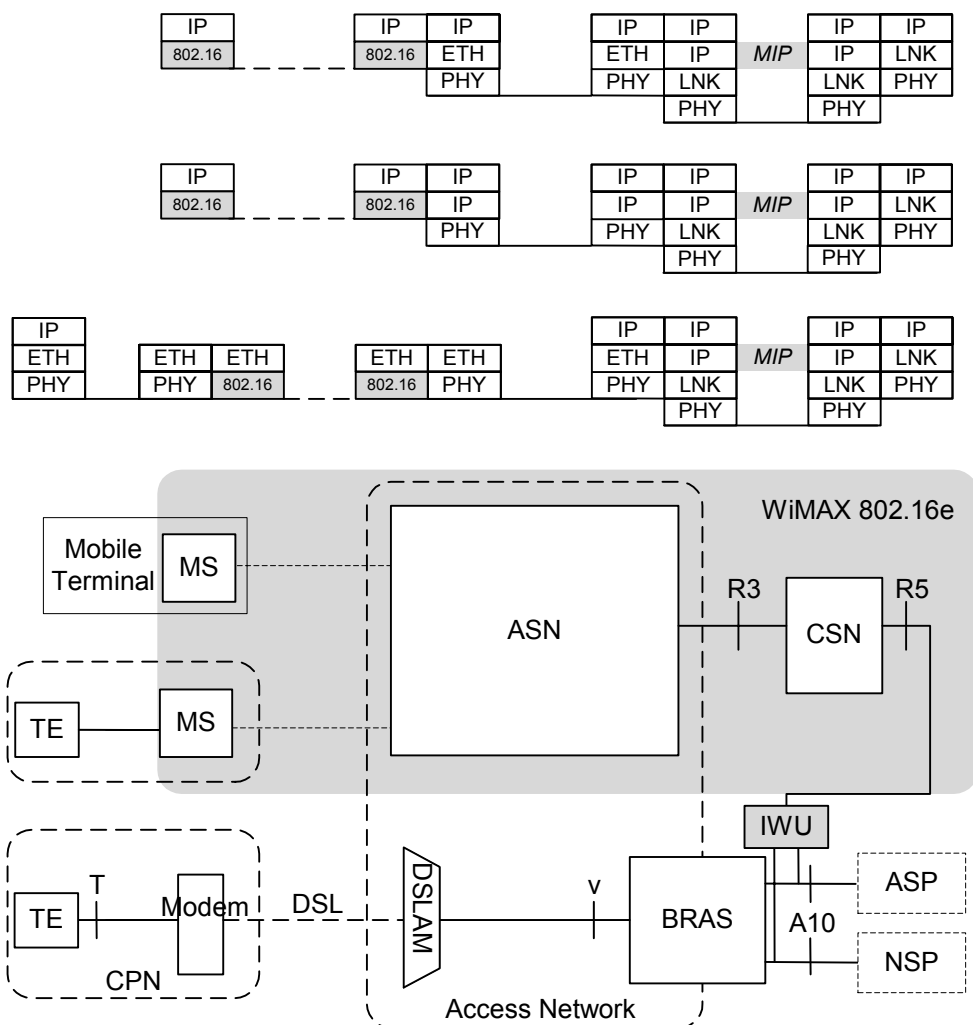 IP IP IP IP IP IP IP
802.16 802.16 ETH ETH IP MIP IP LNK
PHY PHY LNK LNK PHY
PHY PHY
IP IP IP IP IP IP IP
802.16 802.16 IP IP IP MIP IP LNK
PHY PHY LNK LNK PHY
PHY PHY
IP IP IP IP IP
ETH ETH ETH ETH ETH ETH IP MIP IP LNK
PHY PHY 802.16 802.16 PHY PHY LNK LNK PHY
PHY PHY
WiMAX 802.16e
Mobile
Terminal
MS
ASN
R3
CSN
R5
TE
MS
IWU
TE
T
Modem
CPN
DSL
DSLAM
v
BRAS
A10
ASP
NSP
Access Network